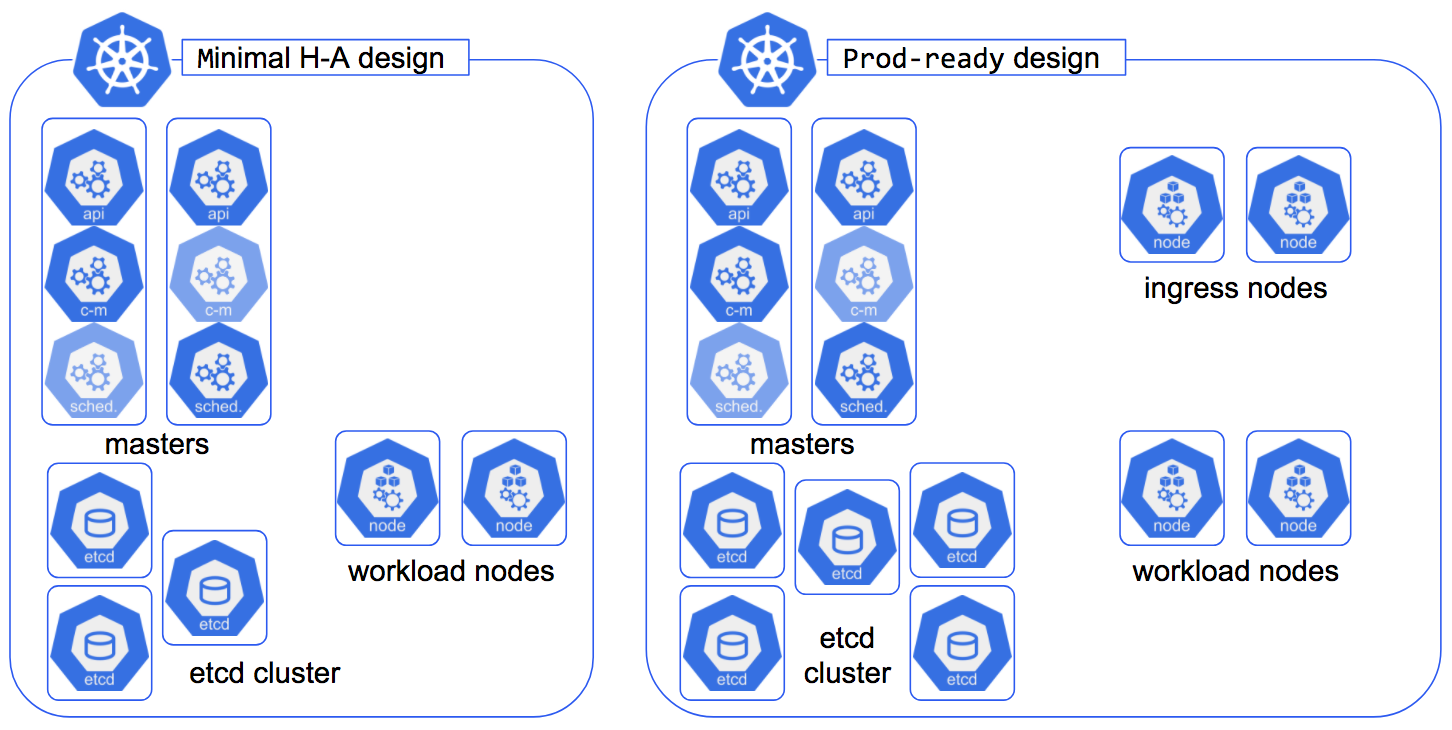 Minimal H-A design
api
api
c-m
c-m
sched.
sched.
masters
etcd
etcd
etcd
etcd cluster
node
node
workload nodes
Prod-ready design
api
api
c-m
c-m
sched.
sched.
masters
etcd
etcd
etcd
etcd
etcd
etcd
cluster
node
node
ingress nodes
node
node
workload nodes